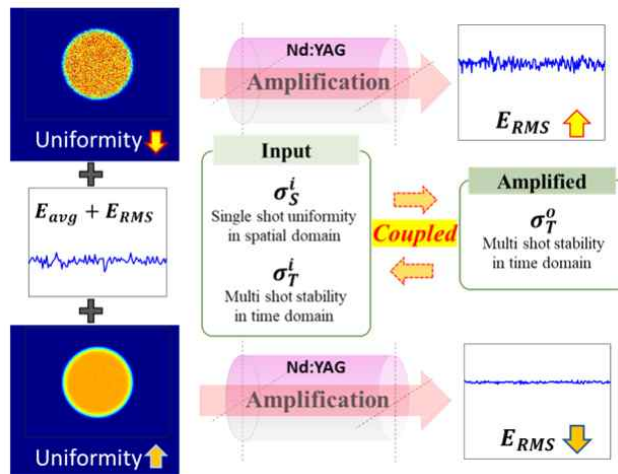 Uniformity
Nd:YAG
Amplification
E_RMS
E_avg + E_RMS
Input
σ_S^i
Single shot uniformity
in spatial domain
σ_T^i
Multi shot stability
in time domain
Coupled
Amplified
σ_T^o
Multi shot stability
in time domain
Uniformity
Nd:YAG
Amplification
E_RMS